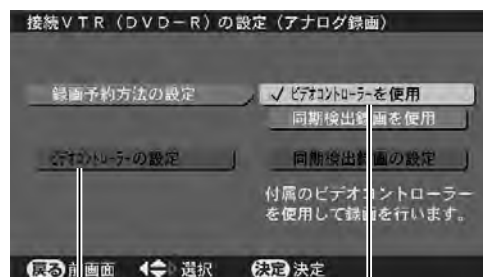 接続VTR(DVD-R)の設定(アナログ録画)
録画予約方法の設定
✓ビデオコントローラーを使用
同期検出録画を使用
ビデオコントローラーの設定
同期検出録画の設定
付属のビデオコントローラー
を使用して録画を行います。
戻る 前画面 選択 決定 決定